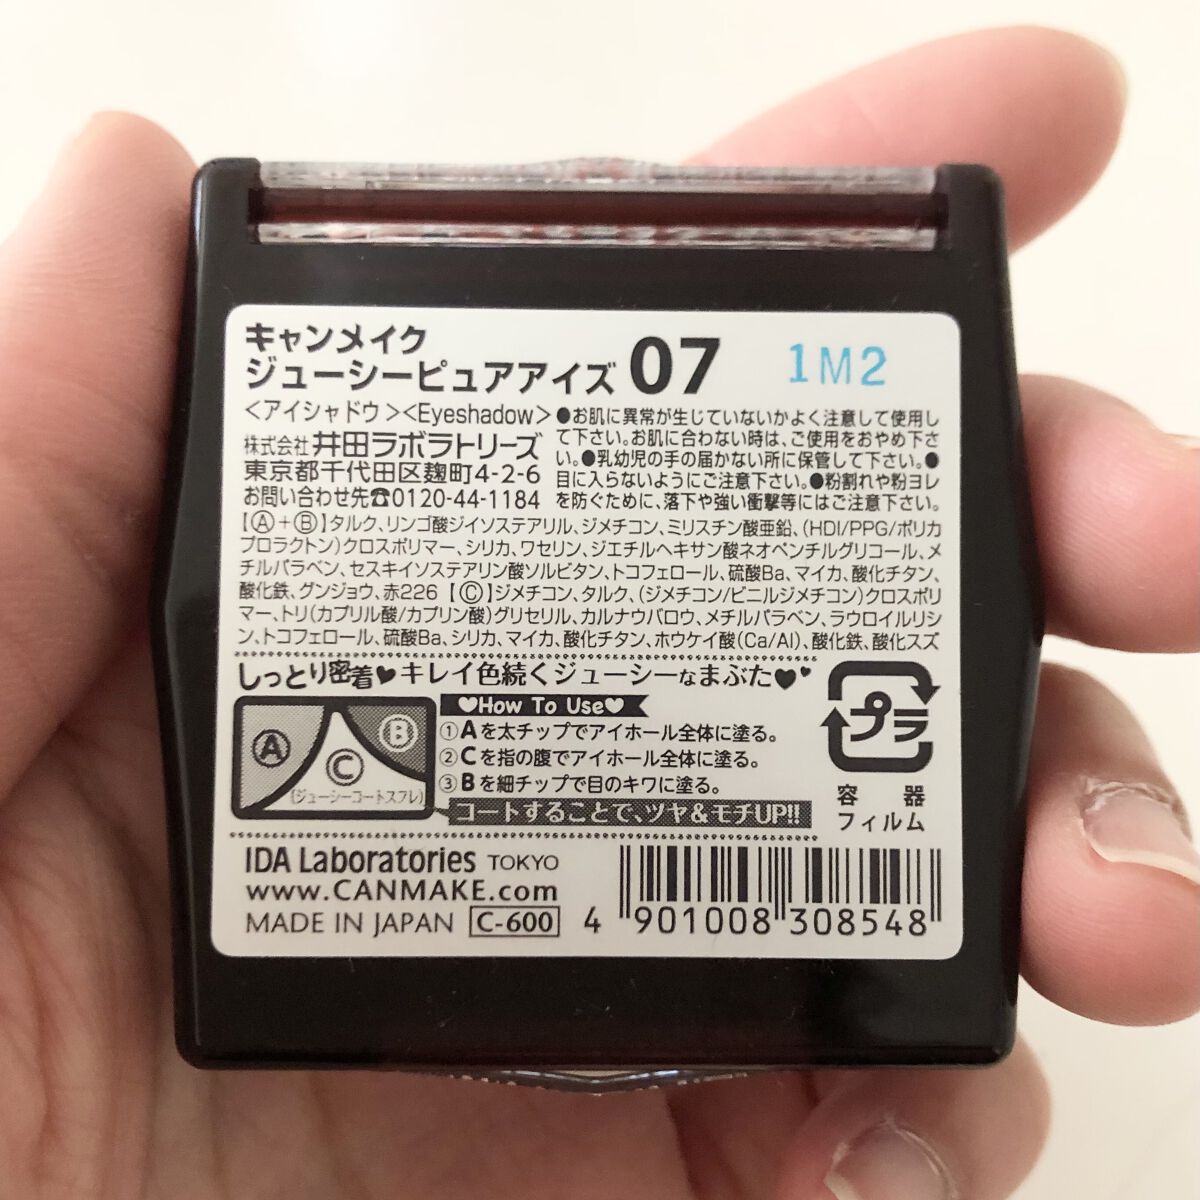 キャンメイク
ジューシーピュアアイズ 07
1M2
<アイシャドウ><Eyeshadow>
株式会社 井田ラボラトリーズ
東京都千代田区麹町4-2-6
お問い合わせ先☎0120-44-1184
●お肌に異常が生じていないかよく注意して使用し
て下さい。お肌に合わない時は、ご使用をおやめ下さ
い。●乳幼児の手の届かない所に保管して下さい。●
目に入らないようにご注意下さい。●粉割れや粉ヨレ
を防ぐために、落下や強い衝撃等にはご注意下さい。
【Ⓐ+Ⓑ】タルク、リンゴ酸ジイソステアリル、ジメチコン、ミリスチン酸亜鉛、(HDI/PPG/ポリカ
プロラクトン)クロスポリマー、シリカ、ワセリン、ジエチルヘキサン酸ネオペンチルグリコール、メ
チルパラベン、セスキイソステアリン酸ソルビタン、トコフェロール、硫酸Ba、マイカ、酸化チタン、
酸化鉄、グンジョウ、赤226【Ⓒ】ジメチコン、タルク、(ジメチコン/ビニルジメチコン)クロスポリ
マー、トリ(カプリル酸/カプリン酸)グリセリル、カルナウバロウ、メチルパラベン、ラウロイルリシ
ン、トコフェロール、硫酸Ba、シリカ、マイカ、酸化チタン、ホウケイ酸(Ca/Al)、酸化鉄、酸化スズ
しっとり密着♥キレイ色続くジューシーなまぶた♥♥
Ⓐ
Ⓑ
Ⓒ
(ジューシーコートスフレ)
♥How To Use♥
①Aを太チップでアイホール全体に塗る。
②Cを指の腹でアイホール全体に塗る。
③Bを細チップで目のキワに塗る。
コートすることで、ツヤ&モチUP!!
プラ
容器
フィルム
IDA Laboratories TOKYO
www.CANMAKE.com
MADE IN JAPAN C-600
4 901008 308548